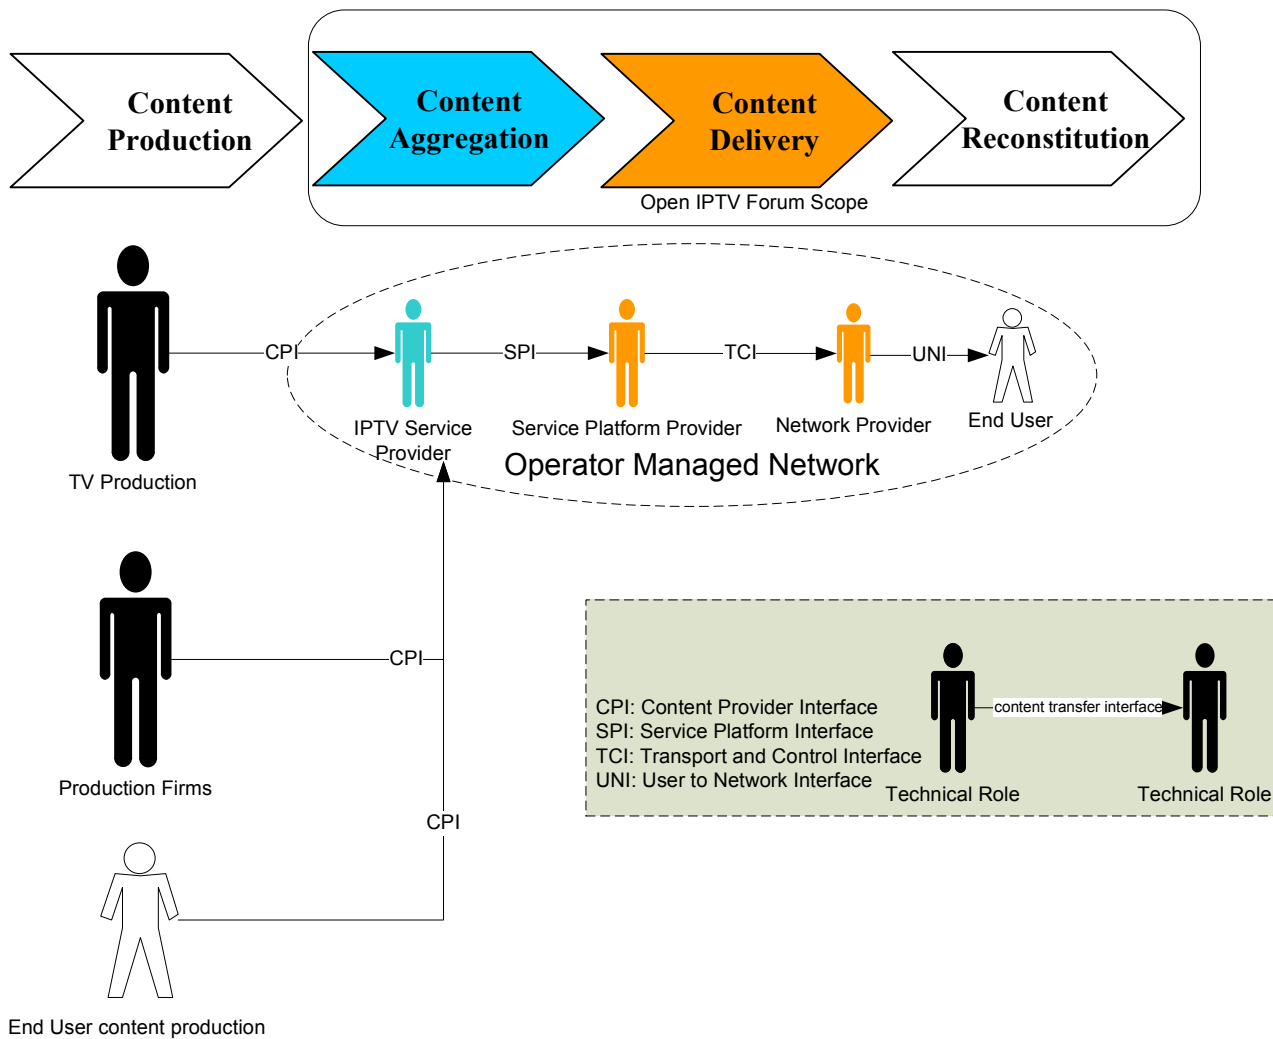 Content
Production
Content
Aggregation
Content
Delivery
Content
Reconstitution
Open IPTV Forum Scope
CPI
SPI
TCI
UNI
TV Production
IPTV Service
Provider
Service Platform Provider
Network Provider
End User
Operator Managed Network
CPI
Production Firms
CPI
End User content production
CPI: Content Provider Interface
SPI: Service Platform Interface
TCI: Transport and Control Interface
UNI: User to Network Interface
content transfer interface
Technical Role
Technical Role